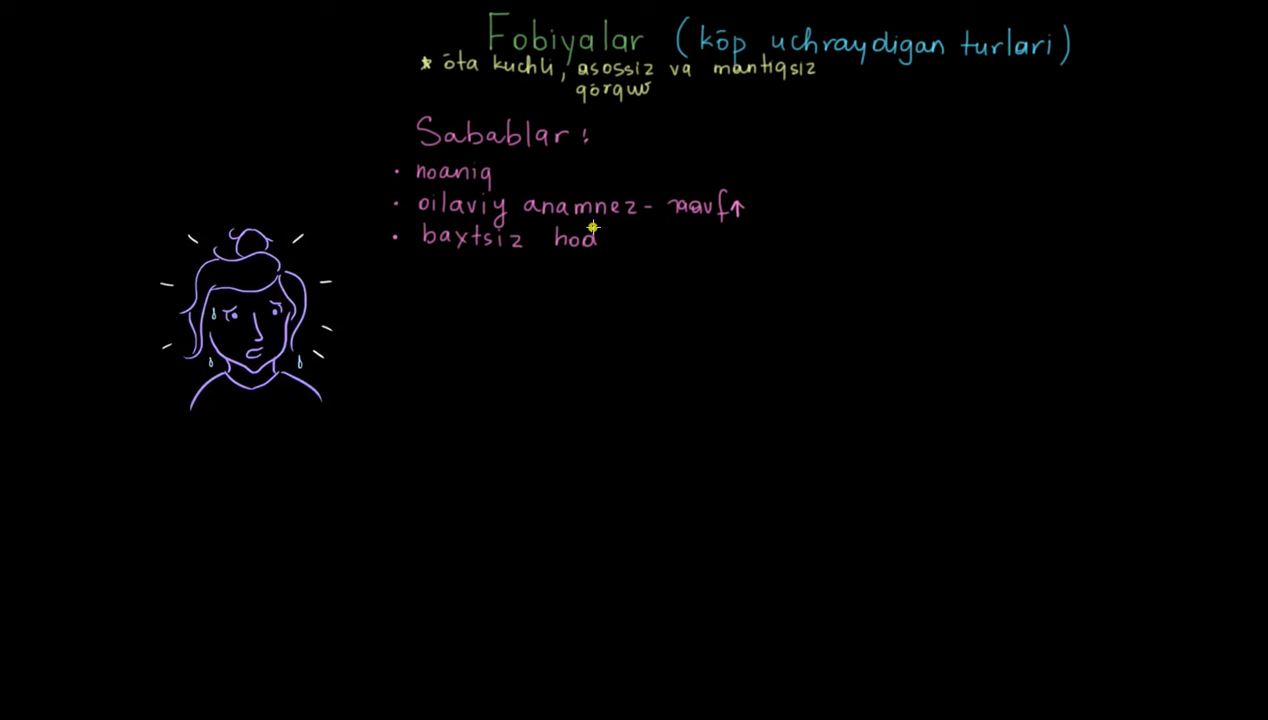 Fobiyalar (kōp uchraydigan turlari)
* ōta kuchli, asossiz va mantiqsiz
qōrquv
Sabablar:
· noaniq
· oilaviy anamnez - xavf↑
· baxtsiz hod